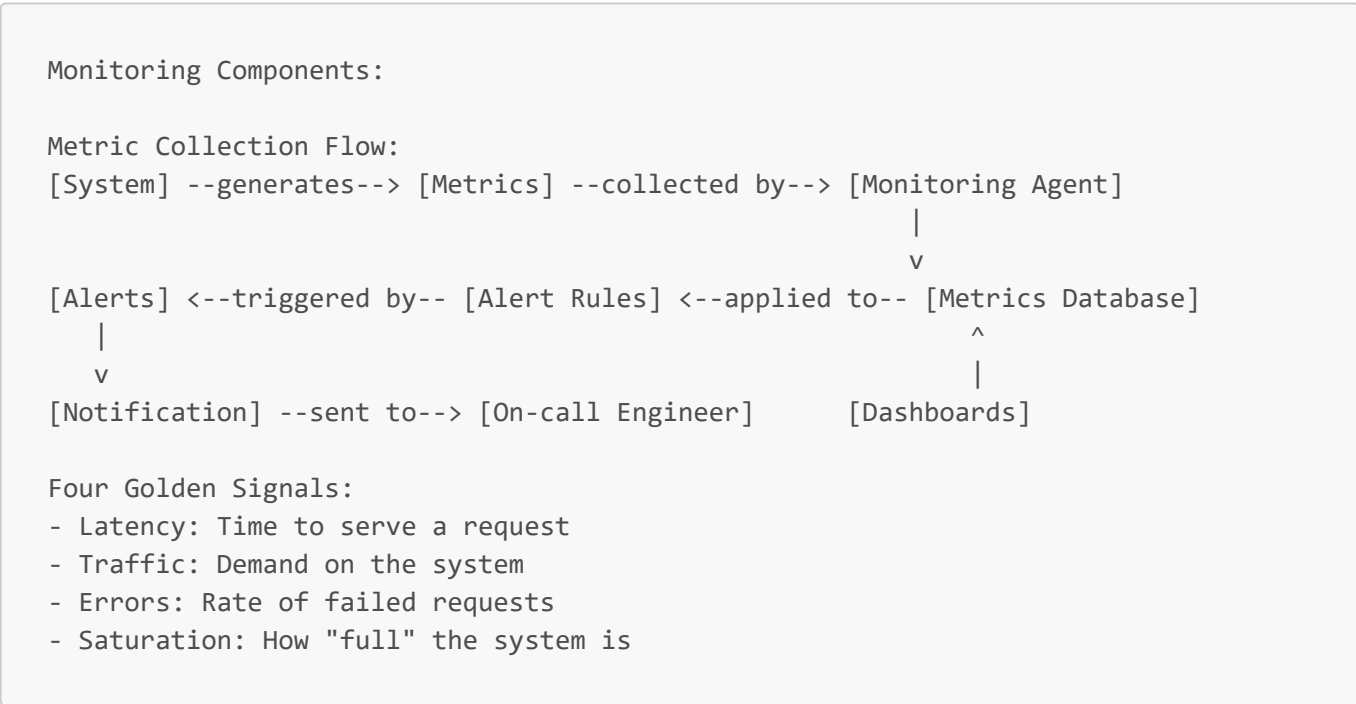 Monitoring Components:
Metric Collection Flow:
[System] --generates--> [Metrics] --collected by--> [Monitoring Agent]
                                                         |
                                                         v
[Alerts] <--triggered by-- [Alert Rules] <--applied to-- [Metrics Database]
   |                                                         ^
   v                                                         |
[Notification] --sent to--> [On-call Engineer]      [Dashboards]
Four Golden Signals:
- Latency: Time to serve a request
- Traffic: Demand on the system
- Errors: Rate of failed requests
- Saturation: How "full" the system is